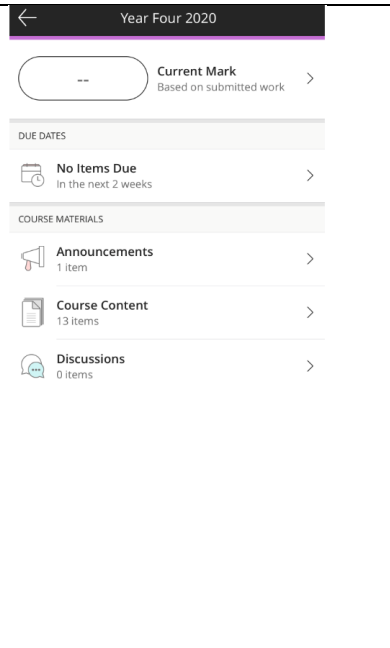 Year Four 2020
--
Current Mark
Based on submitted work
DUE DATES
No Items Due
In the next 2 weeks
COURSE MATERIALS
Announcements
1 item
Course Content
13 items
Discussions
0 items